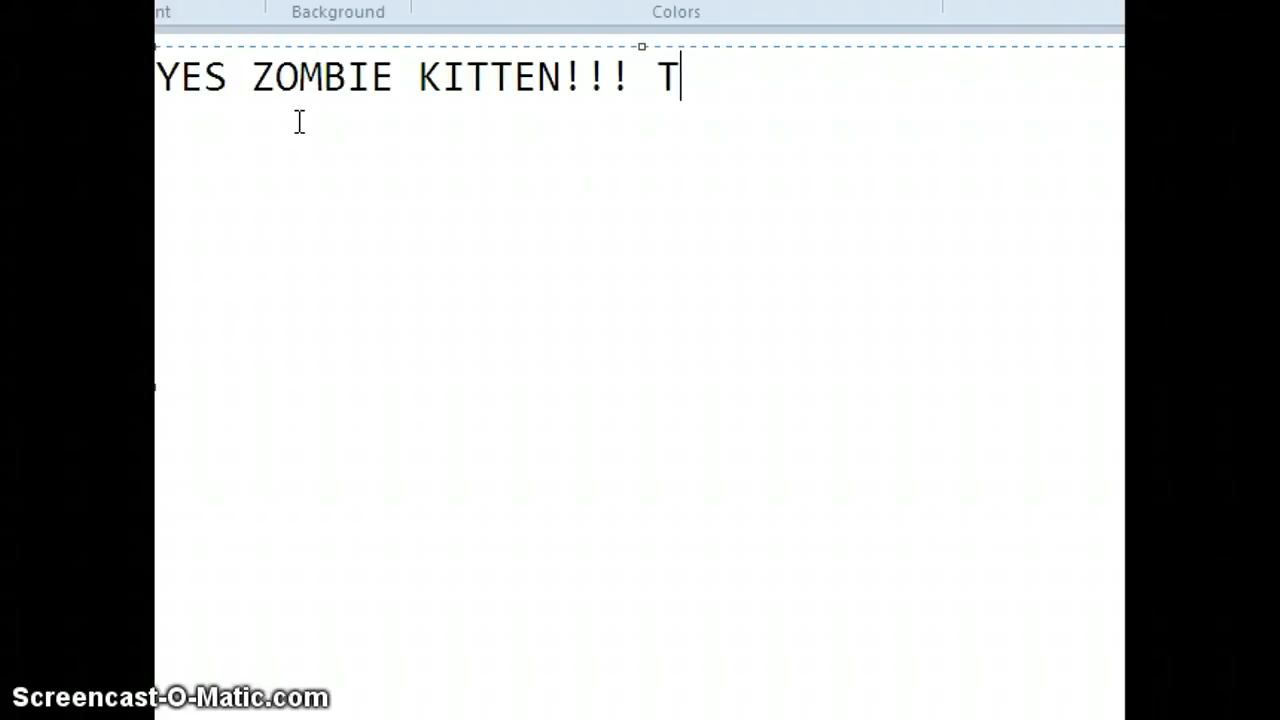 nt Background Colors
YES ZOMBIE KITTEN!!! T
Screencast-O-Matic.com